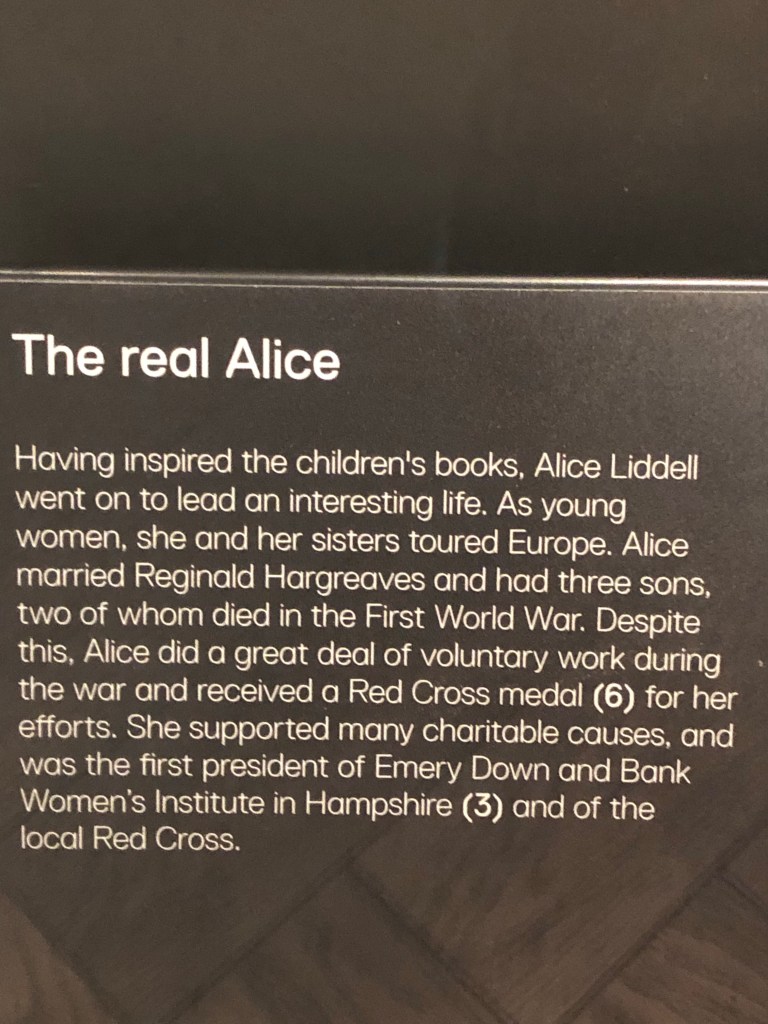 The real Alice
Having inspired the children's books, Alice Liddell
went on to lead an interesting life. As young
women, she and her sisters toured Europe. Alice
married Reginald Hargreaves and had three sons,
two of whom died in the First World War. Despite
this, Alice did a great deal of voluntary work during
the war and received a Red Cross medal (6) for her
efforts. She supported many charitable causes, and
was the first president of Emery Down and Bank
Women's Institute in Hampshire (3) and of the
local Red Cross.